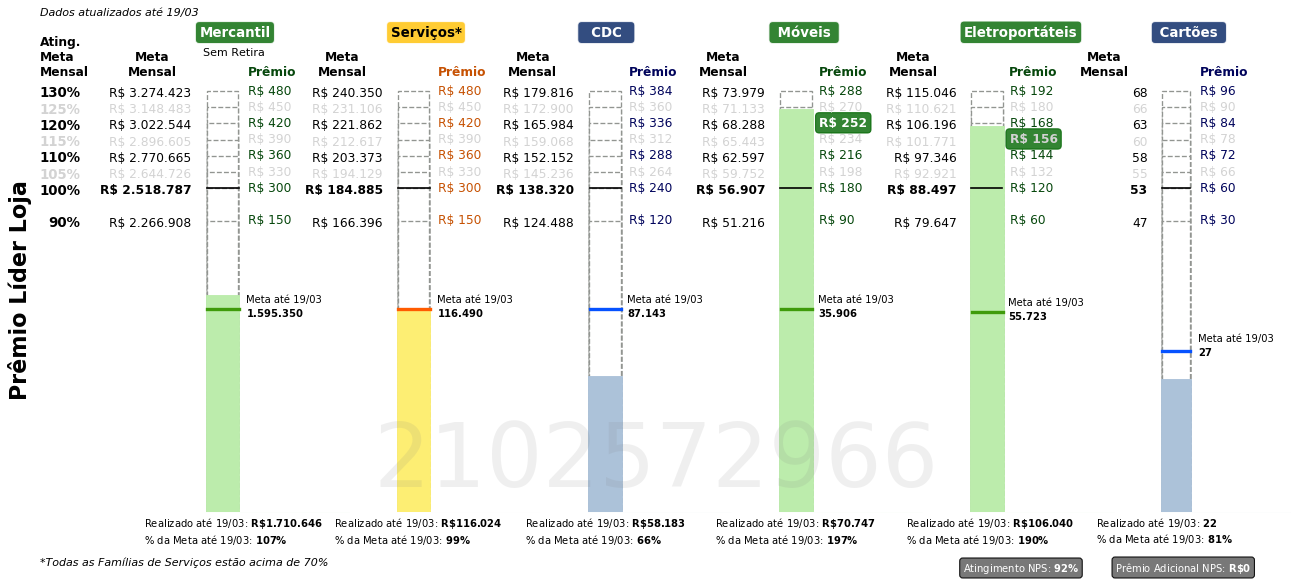 Dados atualizados até 19/03
Mercantil Serviços* CDC Móveis Eletroportáteis Cartões
Sem Retira
Ating. Meta Mensal Meta Mensal Prêmio Meta Mensal Prêmio Meta Mensal Prêmio Meta Mensal Prêmio Meta Mensal Prêmio Meta Mensal Prêmio
130% R$ 3.274.423 R$ 480 R$ 240.350 R$ 480 R$ 179.816 R$ 384 R$ 73.979 R$ 288 R$ 115.046 R$ 192 68 R$ 96
125% R$ 3.148.483 R$ 450 R$ 231.106 R$ 450 R$ 172.900 R$ 360 R$ 71.133 R$ 270 R$ 110.621 R$ 180 66 R$ 90
120% R$ 3.022.544 R$ 420 R$ 221.862 R$ 420 R$ 165.984 R$ 336 R$ 68.288 R$ 252 R$ 106.196 R$ 168 63 R$ 84
115% R$ 2.896.605 R$ 390 R$ 212.617 R$ 390 R$ 159.068 R$ 312 R$ 65.443 R$ 234 R$ 101.771 R$ 156 60 R$ 78
110% R$ 2.770.665 R$ 360 R$ 203.373 R$ 360 R$ 152.152 R$ 288 R$ 62.597 R$ 216 R$ 97.346 R$ 144 58 R$ 72
105% R$ 2.644.726 R$ 330 R$ 194.129 R$ 330 R$ 145.236 R$ 264 R$ 59.752 R$ 198 R$ 92.921 R$ 132 55 R$ 66
100% R$ 2.518.787 R$ 300 R$ 184.885 R$ 300 R$ 138.320 R$ 240 R$ 56.907 R$ 180 R$ 88.497 R$ 120 53 R$ 60
90% R$ 2.266.908 R$ 150 R$ 166.396 R$ 150 R$ 124.488 R$ 120 R$ 51.216 R$ 90 R$ 79.647 R$ 60 47 R$ 30
Prêmio Líder Loja
Meta até 19/03 Meta até 19/03 Meta até 19/03 Meta até 19/03 Meta até 19/03
1.595.350 116.490 87.143 35.906 55.723
Meta até 19/03
27
2102572966
Realizado até 19/03: R$1.710.646 Realizado até 19/03: R$116.024 Realizado até 19/03: R$58.183 Realizado até 19/03: R$70.747 Realizado até 19/03: R$106.040 Realizado até 19/03: 22
% da Meta até 19/03: 107% % da Meta até 19/03: 99% % da Meta até 19/03: 66% % da Meta até 19/03: 197% % da Meta até 19/03: 190% % da Meta até 19/03: 81%
*Todas as Famílias de Serviços estão acima de 70% Atingimento NPS: 92% Prêmio Adicional NPS: R$0